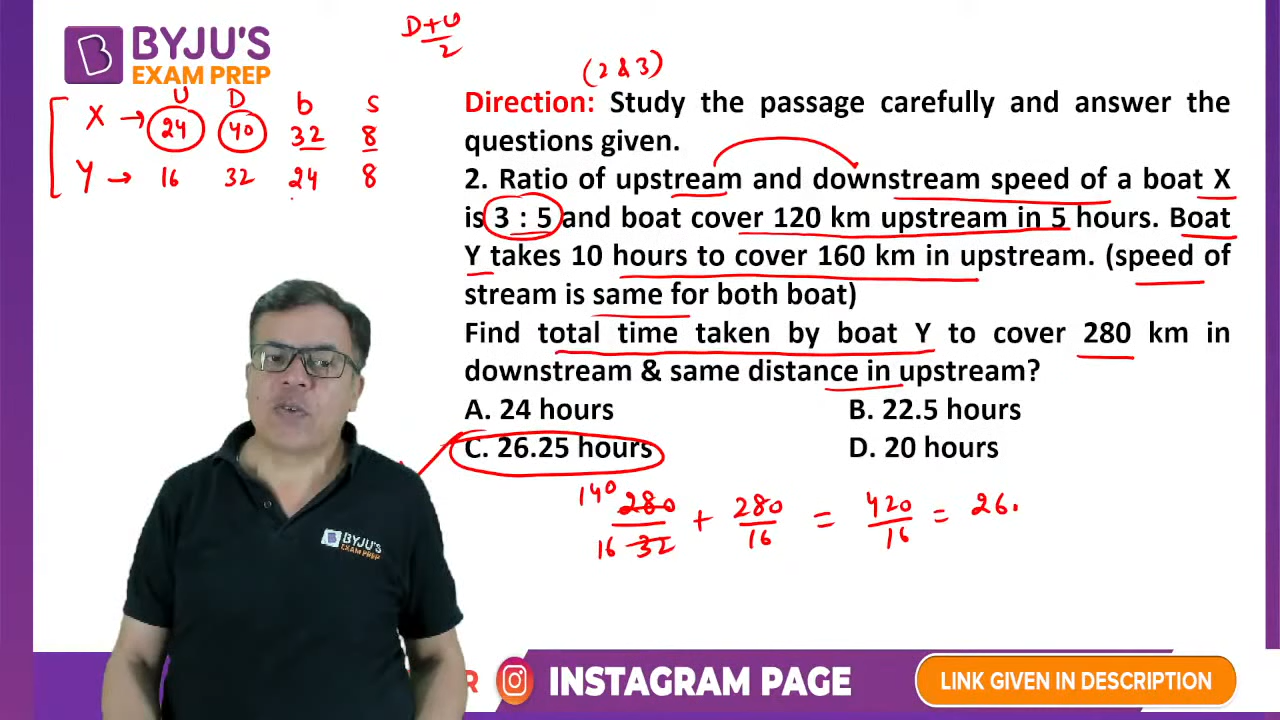 BYJU'S
EXAM PREP
D+U
2
(2 & 3)
U D b S
X → 24 40 32 8
Y → 16 32 24 8
Direction: Study the passage carefully and answer the
questions given.
2. Ratio of upstream and downstream speed of a boat X
is 3 : 5 and boat cover 120 km upstream in 5 hours. Boat
Y takes 10 hours to cover 160 km in upstream. (speed of
stream is same for both boat)
Find total time taken by boat Y to cover 280 km in
downstream & same distance in upstream?
A. 24 hours
B. 22.5 hours
C. 26.25 hours
D. 20 hours
140
280 + 280 = 420 = 26.
16 32 16 16
BYJU'S
EXAM PREP
R
INSTAGRAM PAGE
LINK GIVEN IN DESCRIPTION